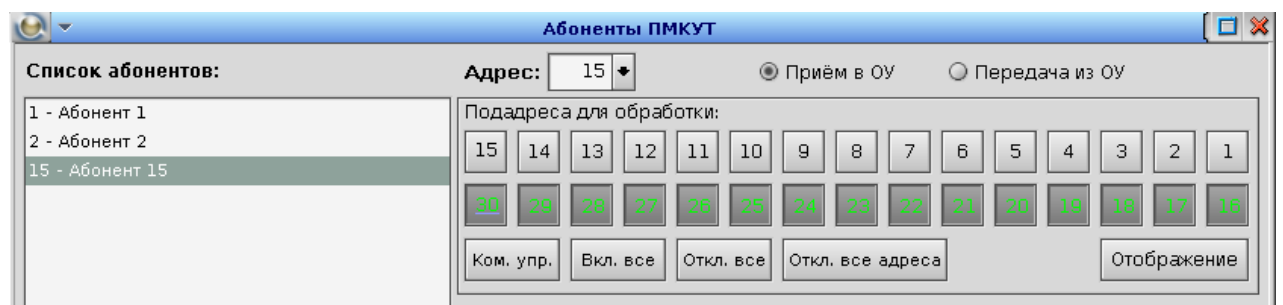 Абоненты ПМКУТ
Список абонентов:
Адрес: 15
Приём в ОУ
Передача из ОУ
1 - Абонент 1
2 - Абонент 2
15 - Абонент 15
Подадреса для обработки:
15 14 13 12 11 10 9 8 7 6 5 4 3 2 1
30 29 28 27 26 25 24 23 22 21 20 19 18 17 16
Ком. упр. Вкл. все Откл. все Откл. все адреса Отображение